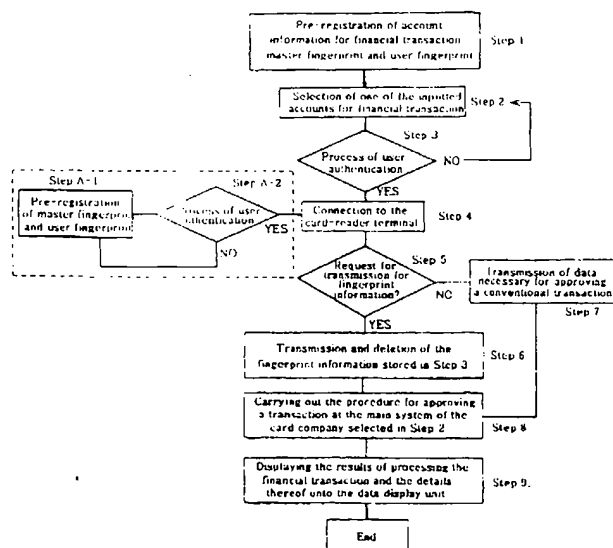 Pre-registration of account
information for financial transaction
master fingerprint and user fingerprint
Step 1
Selection of one of the inputted
accounts for financial transaction
Step 2
Step 3
Process of user
authentication
NO
YES
Step A-1
Step A-2
Pre-registration
of master fingerprint
and user fingerprint
Process of user
authentication
YES
NO
Connection to the
card-reader terminal
Step 4
Step 5
Request for
transmission for
fingerprint
information?
NO
YES
Transmission of data
necessary for approving
a conventional transaction
Step 7
Transmission and deletion of the
fingerprint information stored in Step 3
Step 6
Carrying out the procedure for approving
a transaction at the main system of the
card company selected in Step 2
Step 8
Displaying the results of processing the
financial transaction and the details
thereof unto the data display unit
Step 9.
End